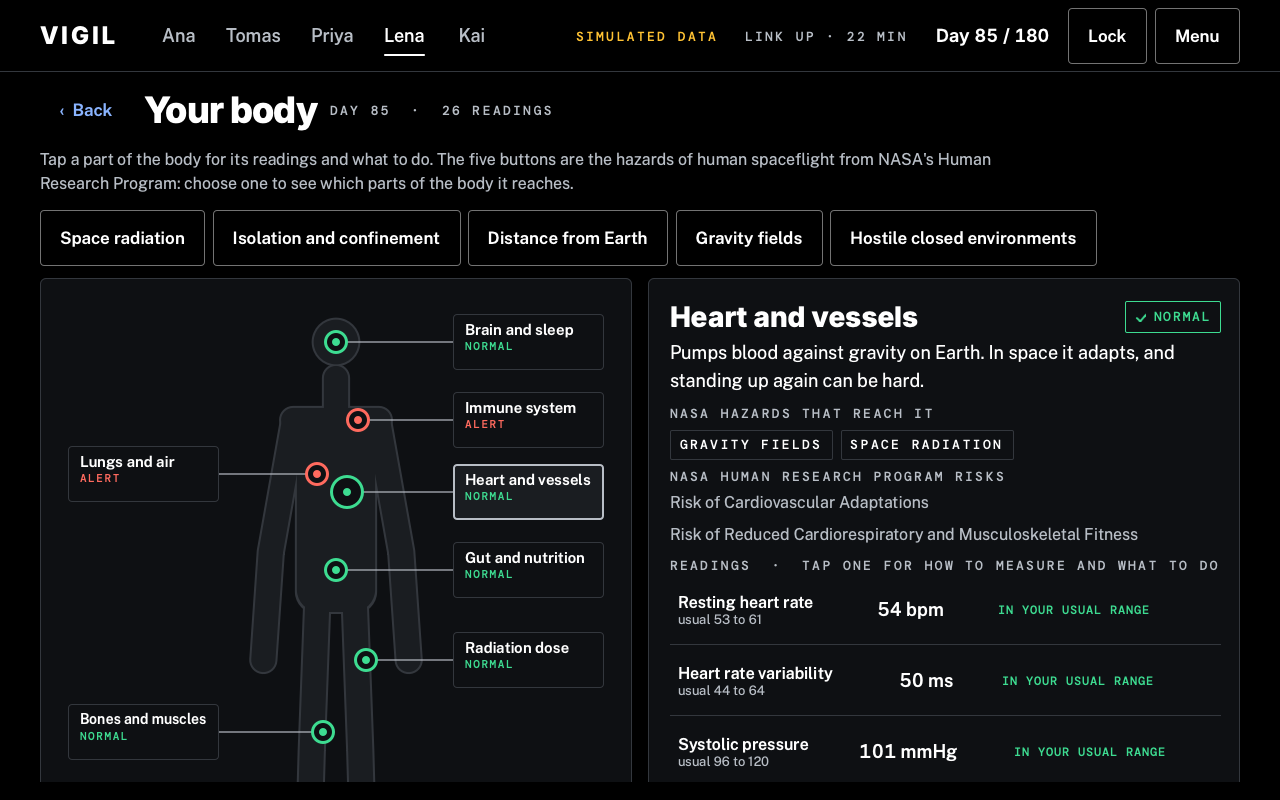 VIGIL
Ana
Tomas
Priya
Lena
Kai
SIMULATED DATA
LINK UP · 22 MIN
Day 85 / 180
Lock
Menu
‹ Back
Your body
DAY 85 · 26 READINGS
Tap a part of the body for its readings and what to do. The five buttons are the hazards of human spaceflight from NASA's Human
Research Program: choose one to see which parts of the body it reaches.
Space radiation
Isolation and confinement
Distance from Earth
Gravity fields
Hostile closed environments
Brain and sleep
NORMAL
Immune system
ALERT
Lungs and air
ALERT
Heart and vessels
NORMAL
Gut and nutrition
NORMAL
Radiation dose
NORMAL
Bones and muscles
NORMAL
Heart and vessels
NORMAL
Pumps blood against gravity on Earth. In space it adapts, and
standing up again can be hard.
NASA HAZARDS THAT REACH IT
GRAVITY FIELDS
SPACE RADIATION
NASA HUMAN RESEARCH PROGRAM RISKS
Risk of Cardiovascular Adaptations
Risk of Reduced Cardiorespiratory and Musculoskeletal Fitness
READINGS · TAP ONE FOR HOW TO MEASURE AND WHAT TO DO
Resting heart rate
usual 53 to 61
54 bpm
IN YOUR USUAL RANGE
Heart rate variability
usual 44 to 64
50 ms
IN YOUR USUAL RANGE
Systolic pressure
usual 96 to 120
101 mmHg
IN YOUR USUAL RANGE